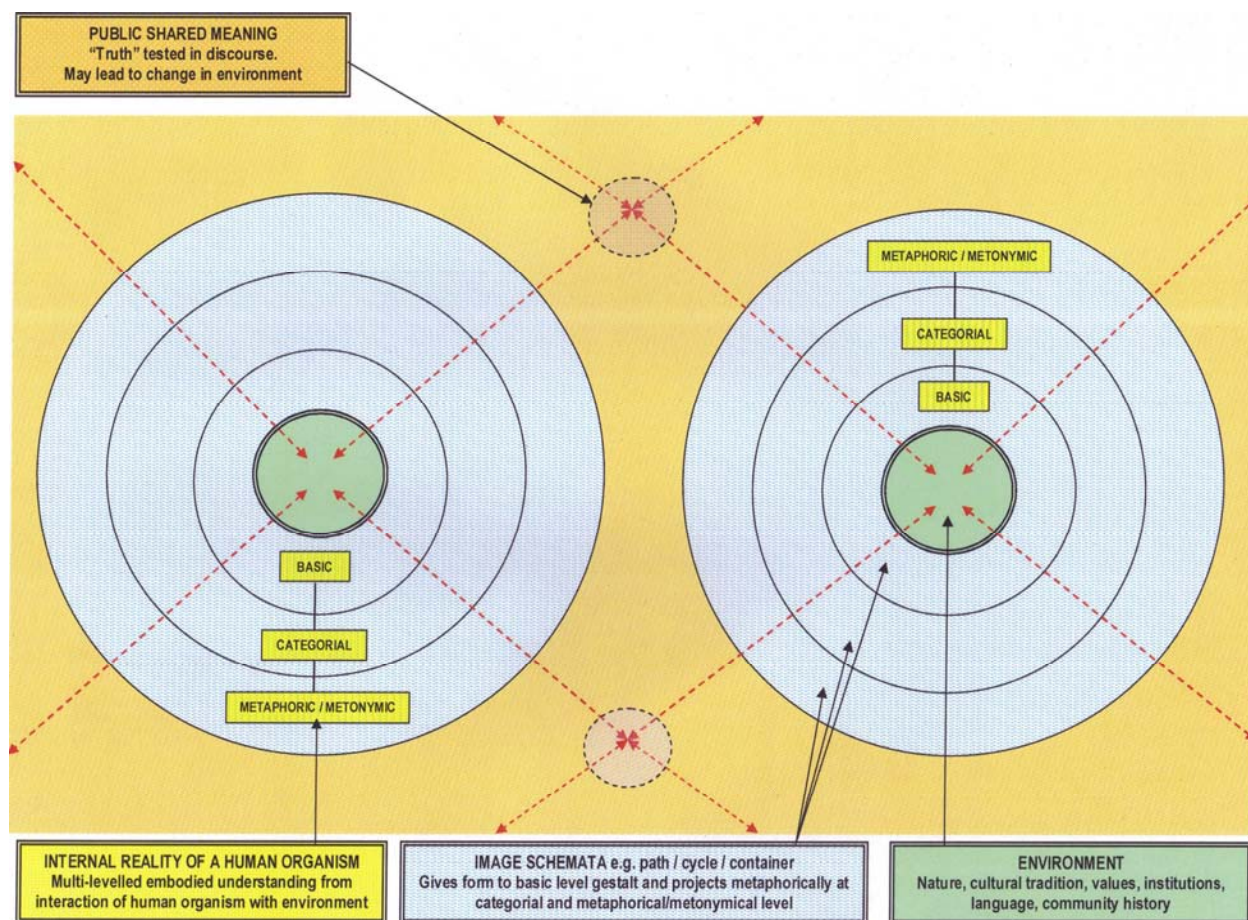 PUBLIC SHARED MEANING
“Truth” tested in discourse.
May lead to change in environment
METAPHORIC / METONYMIC
CATEGORIAL
BASIC
BASIC
CATEGORIAL
METAPHORIC / METONYMIC
INTERNAL REALITY OF A HUMAN ORGANISM
Multi-levelled embodied understanding from
interaction of human organism with environment
IMAGE SCHEMATA e.g. path / cycle / container
Gives form to basic level gestalt and projects metaphorically at
categorial and metaphorical/metonymical level
ENVIRONMENT
Nature, cultural tradition, values, institutions,
language, community history